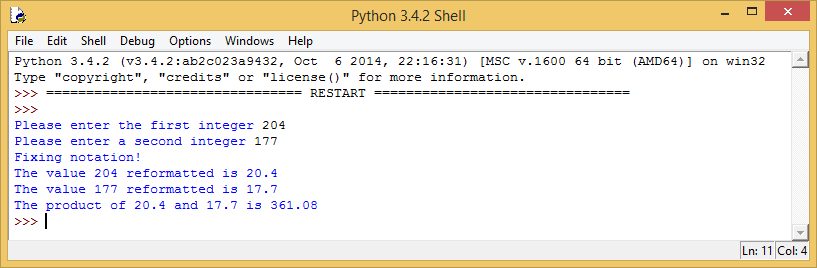 Python 3.4.2 Shell
File Edit Shell Debug Options Windows Help
Python 3.4.2 (v3.4.2:ab2c023a9432, Oct  6 2014, 22:16:31) [MSC v.1600 64 bit (AMD64)] on win32
Type "copyright", "credits" or "license()" for more information.
>>> ================================ RESTART ================================
>>>
Please enter the first integer 204
Please enter a second integer 177
Fixing notation!
The value 204 reformatted is 20.4
The value 177 reformatted is 17.7
The product of 20.4 and 17.7 is 361.08
>>>
Ln: 11 Col: 4